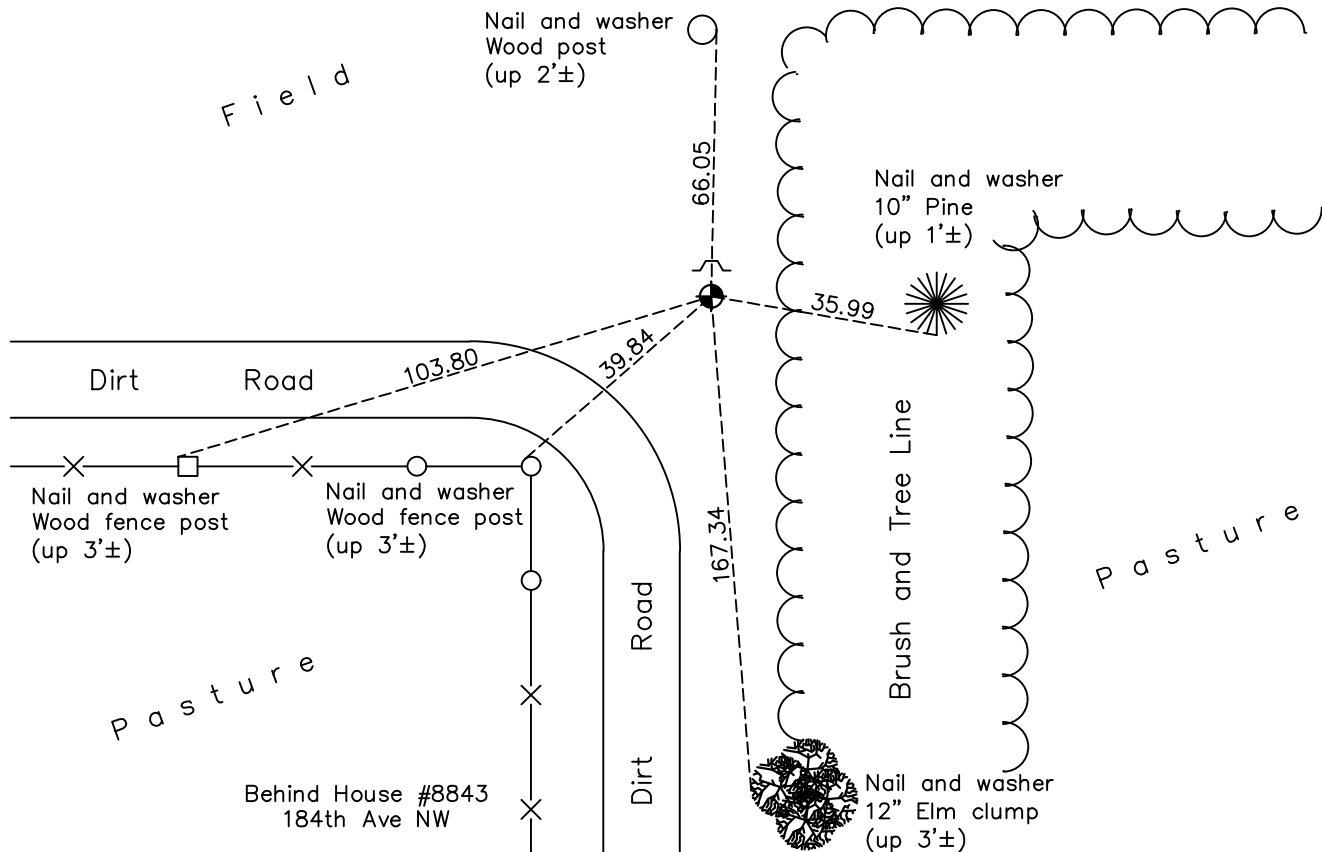 Nail and washer
Wood post
(up 2'±)
Field
66.05
Nail and washer
10" Pine
(up 1'±)
35.99
103.80
39.84
Dirt Road
Nail and washer
Wood fence post
(up 3'±)
Nail and washer
Wood fence post
(up 3'±)
167.34
Brush and Tree Line
Pasture
Dirt Road
Pasture
Behind House #8843
184th Ave NW
Nail and washer
12" Elm clump
(up 3'±)